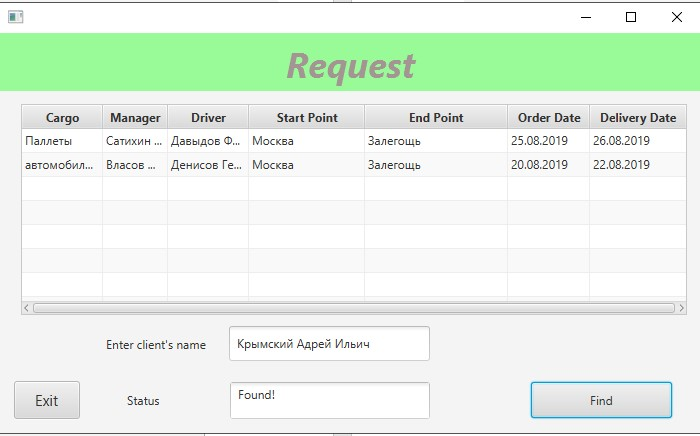 Request
Cargo Manager Driver Start Point End Point Order Date Delivery Date
Паллеты Сатихин ... Давыдов Ф... Москва Залегощь 25.08.2019 26.08.2019
автомобил... Власов ... Денисов Ге... Москва Залегощь 20.08.2019 22.08.2019
Enter client's name Крымский Адрей Ильич
Exit Status Found! Find